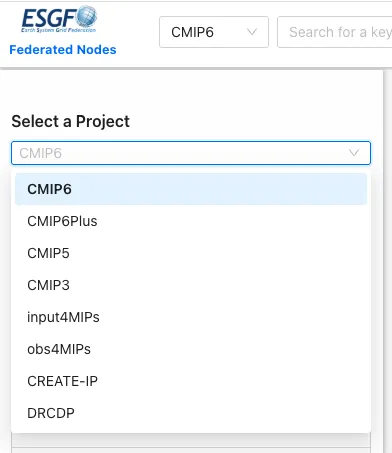 ESGF
Earth System Grid Federation
Federated Nodes
CMIP6
Search for a key
Select a Project
CMIP6
CMIP6
CMIP6Plus
CMIP5
CMIP3
input4MIPs
obs4MIPs
CREATE-IP
DRCDP